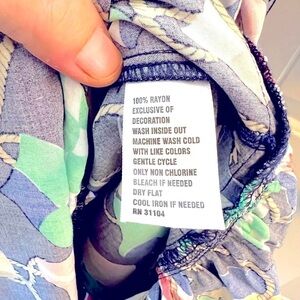 100% RAYON
EXCLUSIVE OF
DECORATION
WASH INSIDE OUT
MACHINE WASH COLD
WITH LIKE COLORS
GENTLE CYCLE
ONLY NON CHLORINE
BLEACH IF NEEDED
DRY FLAT
COOL IRON IF NEEDED
RN 31104